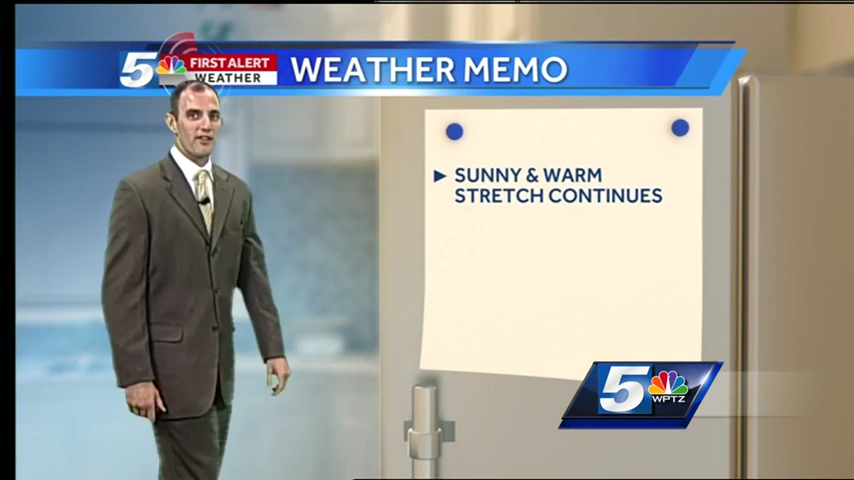 5 FIRST ALERT
WEATHER
WEATHER MEMO
► SUNNY & WARM
STRETCH CONTINUES
5
WPTZ